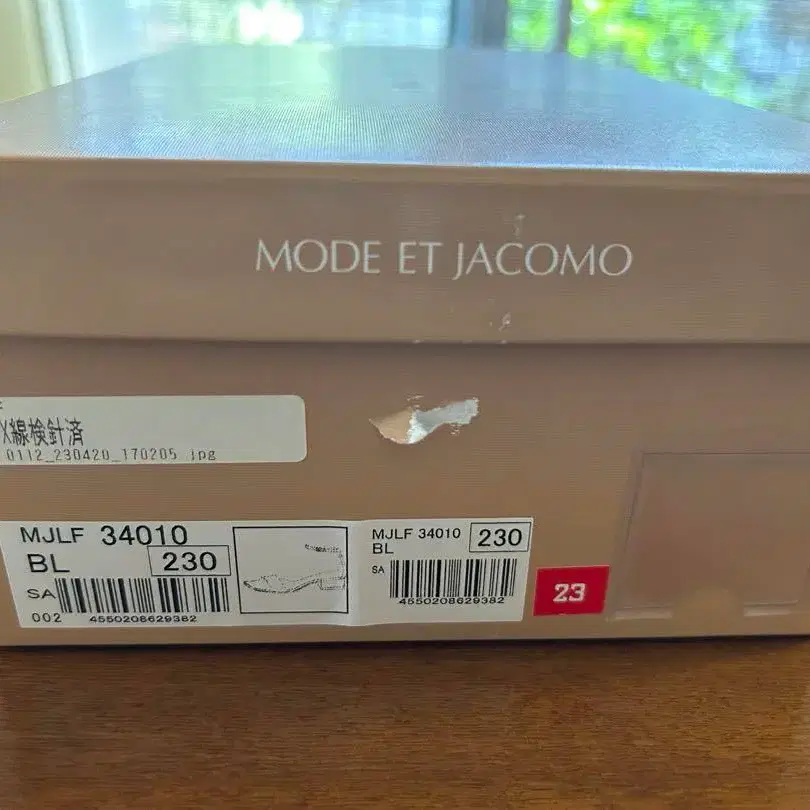 MODE ET JACOMO
X線検針済
0112_230420_170205 jpg
MJLF 34010
BL 230
SA
002 4550208629382
MJLF 34010 230
BL
SA
4550208629382
23